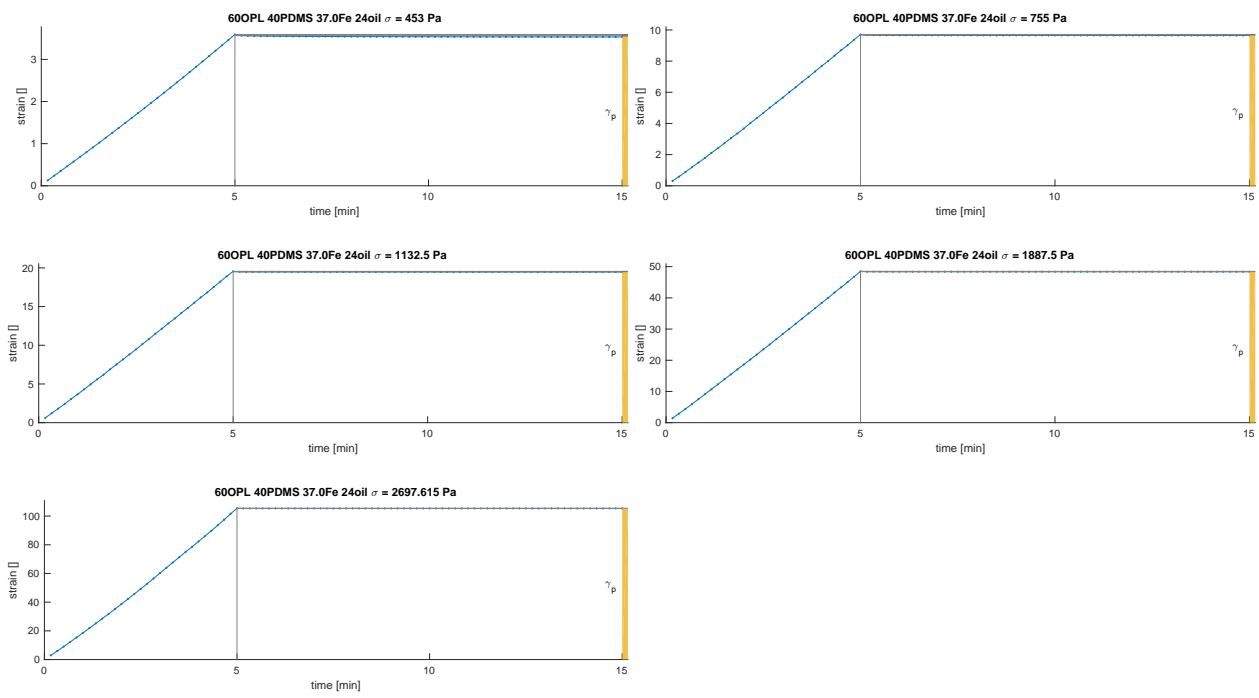 60OPL 40PDMS 37.0Fe 24oil σ = 453 Pa
3
2
1
0
strain []
γp
0 5 10 15
time [min]
60OPL 40PDMS 37.0Fe 24oil σ = 755 Pa
10
8
6
4
2
0
strain []
γp
0 5 10 15
time [min]
60OPL 40PDMS 37.0Fe 24oil σ = 1132.5 Pa
20
15
10
5
0
strain []
γp
0 5 10 15
time [min]
60OPL 40PDMS 37.0Fe 24oil σ = 1887.5 Pa
50
40
30
20
10
0
strain []
γp
0 5 10 15
time [min]
60OPL 40PDMS 37.0Fe 24oil σ = 2697.615 Pa
100
80
60
40
20
0
strain []
γp
0 5 10 15
time [min]